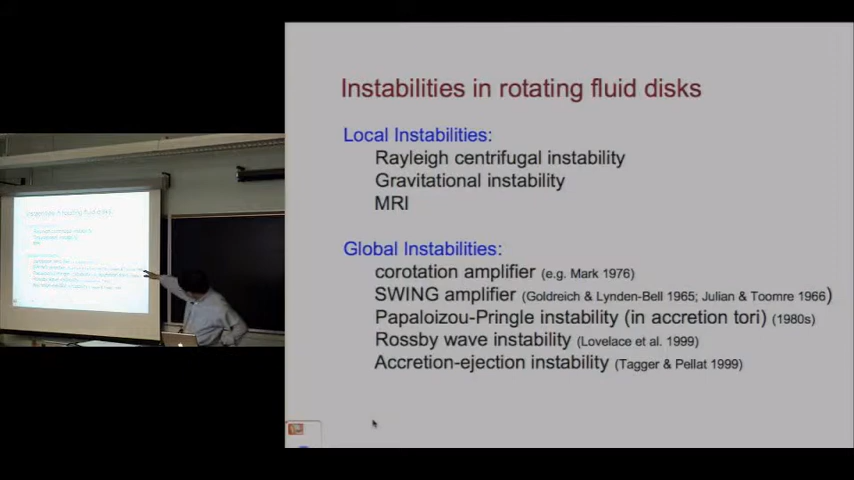 Instabilities in rotating fluid disks
Local Instabilities:
Rayleigh centrifugal instability
Gravitational instability
MRI
Global Instabilities:
corotation amplifier (e.g. Mark 1976)
SWING amplifier (Goldreich & Lynden-Bell 1965; Julian & Toomre 1966)
Papaloizou-Pringle instability (in accretion tori) (1980s)
Rossby wave instability (Lovelace et al. 1999)
Accretion-ejection instability (Tagger & Pellat 1999)